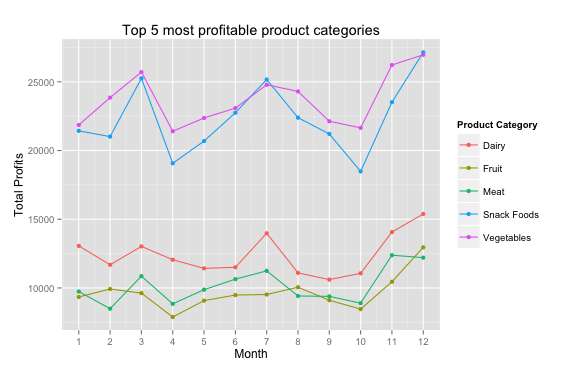 Top 5 most profitable product categories
25000
20000
15000
10000
Total Profits
1 2 3 4 5 6 7 8 9 10 11 12
Month
Product Category
Dairy
Fruit
Meat
Snack Foods
Vegetables